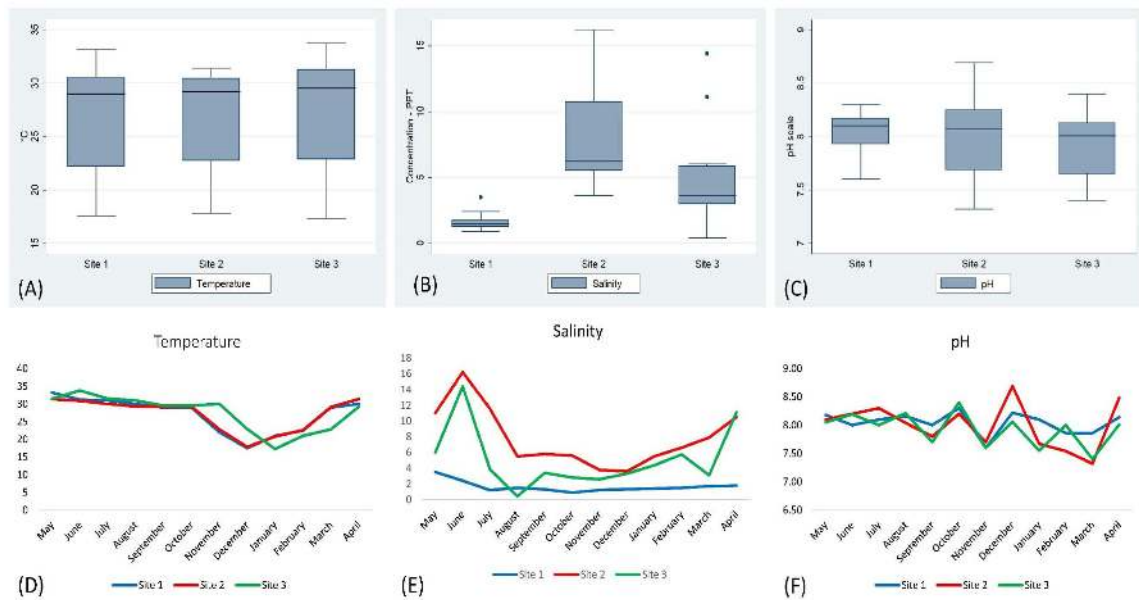 35
30
25
20
15
°C
Site 1 Site 2 Site 3
Temperature
(A)
15
10
5
0
Concentration - PPT
Site 1 Site 2 Site 3
Salinity
(B)
9
8.5
8
7.5
7
pH scale
Site 1 Site 2 Site 3
pH
(C)
Temperature
40
35
30
25
20
15
10
5
0
May June July August September October November December January February March April
Site 1 Site 2 Site 3
(D)
Salinity
18
16
14
12
10
8
6
4
2
0
May June July August September October November December January February March April
Site 1 Site 2 Site 3
(E)
pH
9.00
8.50
8.00
7.50
7.00
6.50
May June July August September October November December January February March April
Site 1 Site 2 Site 3
(F)